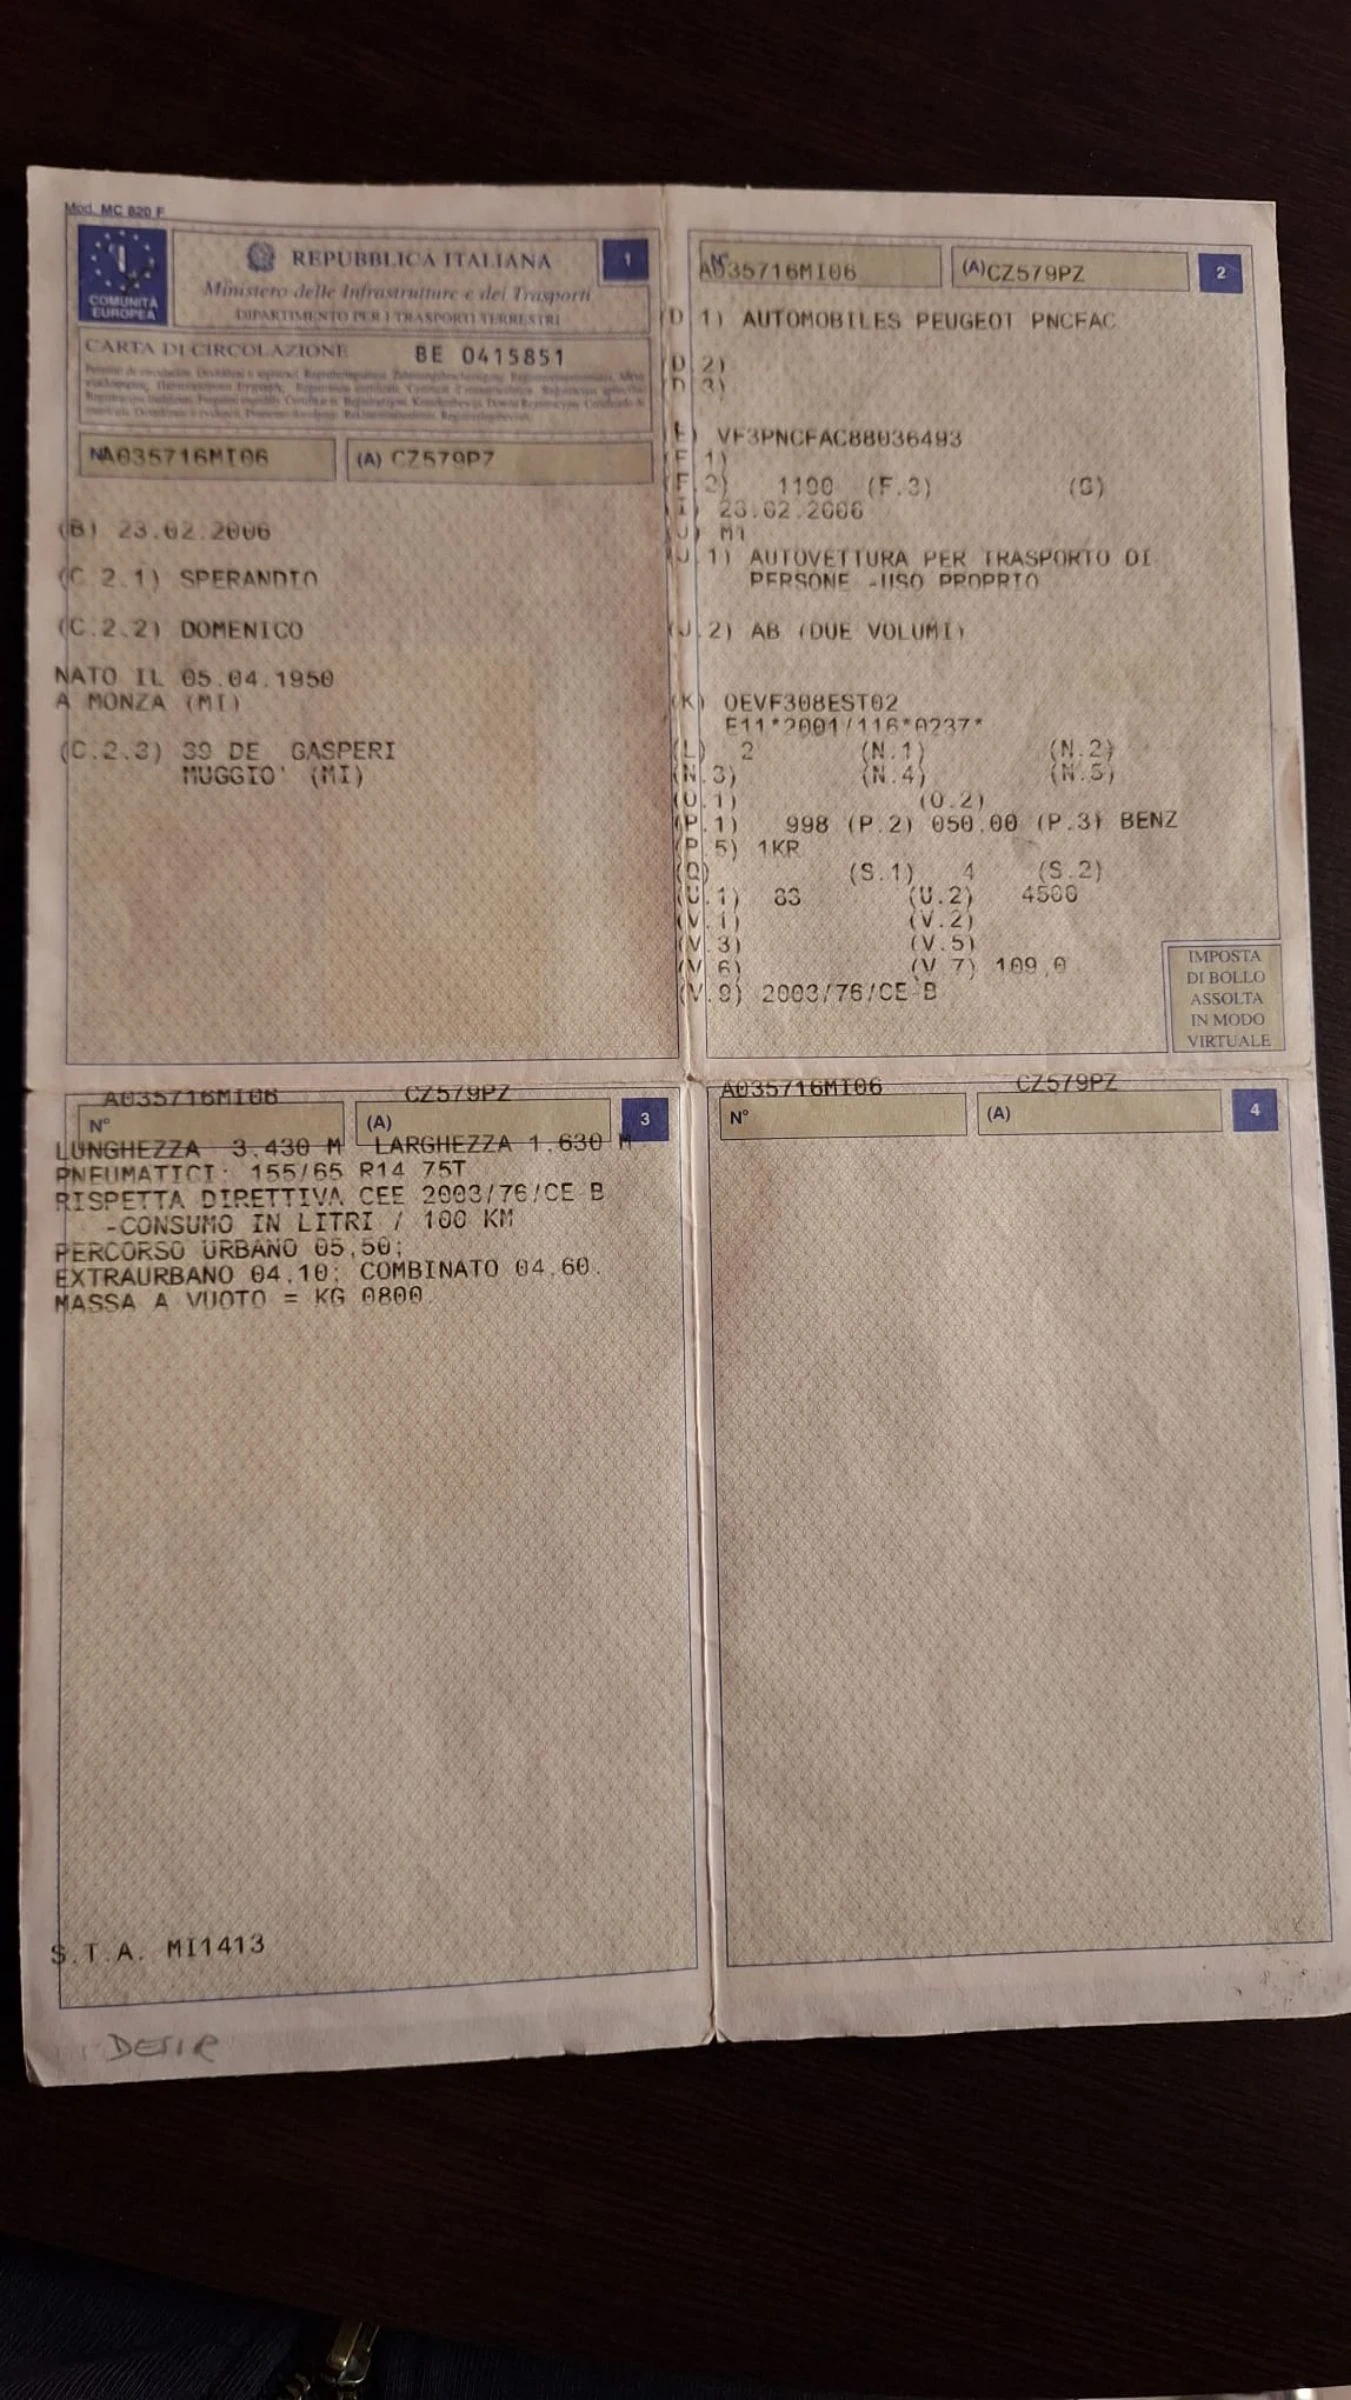 Mod. MC 820 F
COMUNITÀ
EUROPEA
REPUBBLICA ITALIANA
1
Ministero delle Infrastrutture e dei Trasporti
DIPARTIMENTO PER I TRASPORTI TERRESTRI
CARTA DI CIRCOLAZIONE BE 0415851
N A035716MI06 (A) CZ579PZ
(B) 23.02.2006
(C.2.1) SPERANDIO
(C.2.2) DOMENICO
NATO IL 05.04.1950
A MONZA (MI)
(C.2.3) 39 DE GASPERI
MUGGIO' (MI)
N° A035716MI06 (A) CZ579PZ 2
(D.1) AUTOMOBILES PEUGEOT PNCFAC
(D.2)
(D.3)
(E) VF3PNCFAC88036493
(F.1)
(F.2) 1190 (F.3) (G)
(I) 23.02.2006
(J) M1
(J.1) AUTOVETTURA PER TRASPORTO DI
PERSONE -USO PROPRIO
(J.2) AB (DUE VOLUMI)
(K) OEVF308EST02
E11*2001/116*0237*
(L) 2 (N.1) (N.2)
(N.3) (N.4) (N.5)
(O.1) (O.2)
(P.1) 998 (P.2) 050.00 (P.3) BENZ
(P.5) 1KR
(Q) (S.1) 4 (S.2)
(U.1) 83 (U.2) 4500
(V.1) (V.2)
(V.3) (V.5)
(V.6) (V.7) 109,0
(V.9) 2003/76/CE-B
IMPOSTA
DI BOLLO
ASSOLTA
IN MODO
VIRTUALE
A035716MI06 CZ579PZ
N° (A) 3
LUNGHEZZA 3.430 M LARGHEZZA 1.630 M
PNEUMATICI: 155/65 R14 75T
RISPETTA DIRETTIVA CEE 2003/76/CE-B
-CONSUMO IN LITRI / 100 KM
PERCORSO URBANO 05,50;
EXTRAURBANO 04,10; COMBINATO 04,60.
MASSA A VUOTO = KG 0800.
S.T.A. MI1413
A035716MI06 CZ579PZ
N° (A) 4